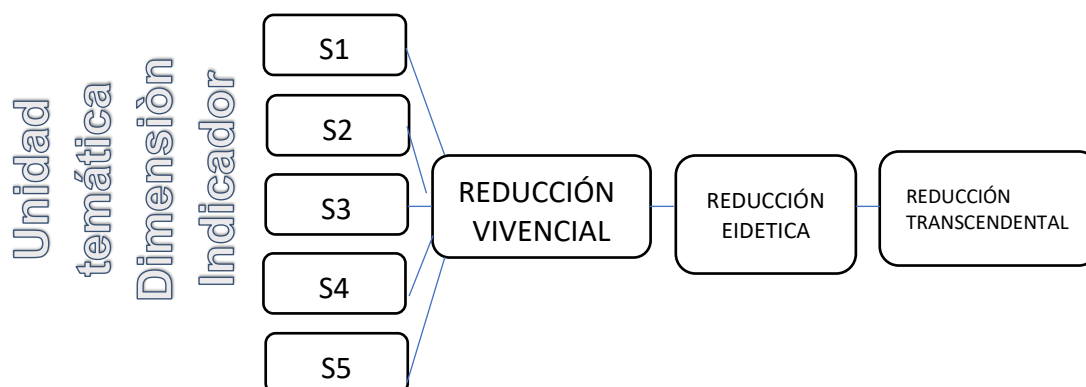 Unidad
temática
Dimensiòn
Indicador
S1
S2
S3
S4
S5
REDUCCIÓN
VIVENCIAL
REDUCCIÓN
EIDETICA
REDUCCIÓN
TRANSCENDENTAL